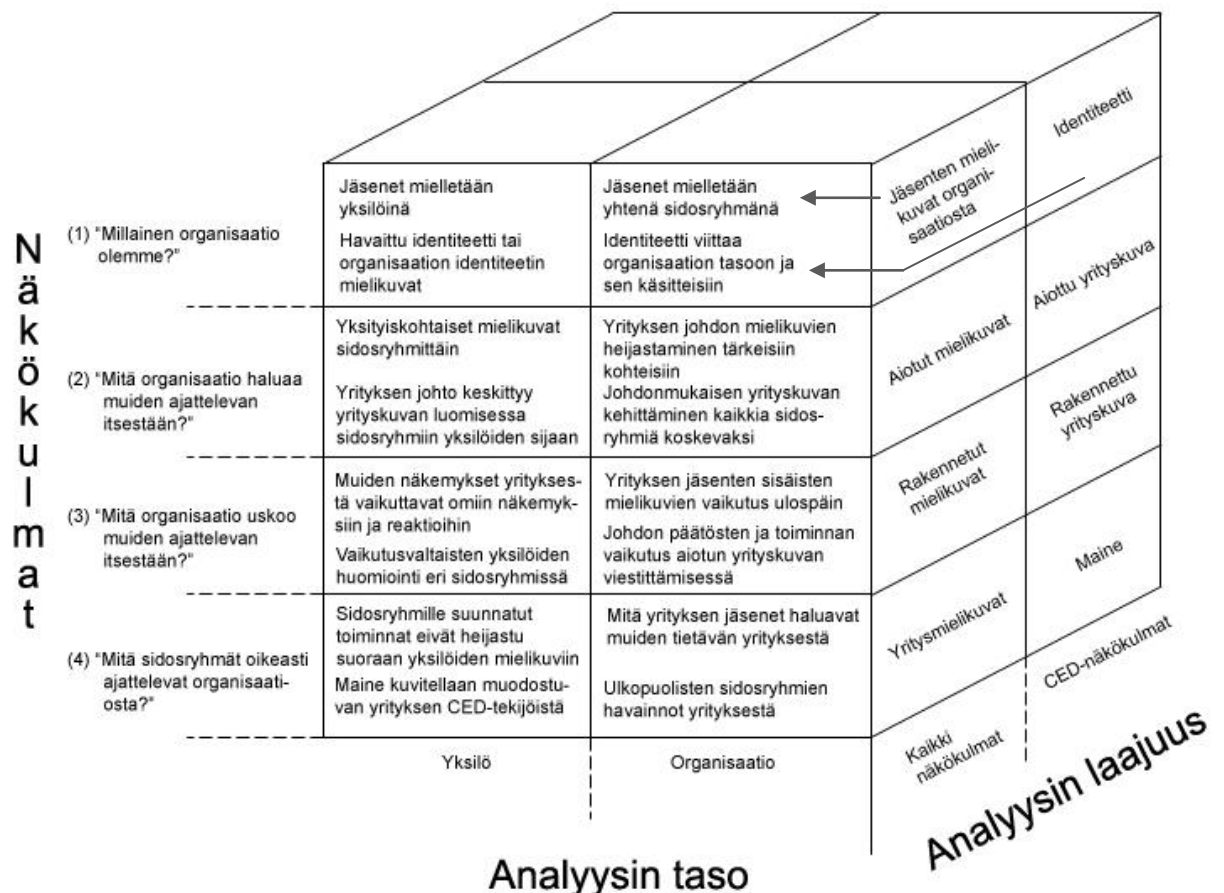 Näkökulmat
(1) "Millainen organisaatio
olemme?"
Jäsenet mielletään
yksilöinä
Havaittu identiteetti tai
organisaation identiteetin
mielikuvat
Jäsenet mielletään
yhtenä sidosryhmänä
Identiteetti viittaa
organisaation tasoon ja
sen käsitteisiin
Jäsenten mieli-
kuvat organi-
saatiosta
Identiteetti
(2) "Mitä organisaatio haluaa
muiden ajattelevan
itsestään?"
Yksityiskohtaiset mielikuvat
sidosryhmittäin
Yrityksen johto keskittyy
yrityskuvan luomisessa
sidosryhmiin yksilöiden sijaan
Yrityksen johdon mielikuvien
heijastaminen tärkeisiin
kohteisiin
Johdonmukaisen yrityskuvan
kehittäminen kaikkia sidos-
ryhmiä koskevaksi
Aiotut mielikuvat
Aiottu yrityskuva
(3) "Mitä organisaatio uskoo
muiden ajattelevan
itsestään?"
Muiden näkemykset yritykses-
tä vaikuttavat omiin näkemyk-
siin ja reaktioihin
Vaikutusvaltaisten yksilöiden
huomiointi eri sidosryhmissä
Yrityksen jäsenten sisäisten
mielikuvien vaikutus ulospäin
Johdon päätösten ja toiminnan
vaikutus aiotun yrityskuvan
viestittämisessä
Rakennetut
mielikuvat
Rakennettu
yrityskuva
(4) "Mitä sidosryhmät oikeasti
ajattelevat organisaati-
osta?"
Sidosryhmille suunnatut
toiminnat eivät heijastu
suoraan yksilöiden mielikuviin
Maine kuvitellaan muodostu-
van yrityksen CED-tekijöistä
Mitä yrityksen jäsenet haluavat
muiden tietävän yrityksestä
Ulkopuolisten sidosryhmien
havainnot yrityksestä
Yritysmielikuvat
Maine
Yksilö
Organisaatio
Kaikki
näkökulmat
CED-näkökulmat
Analyysin taso
Analyysin laajuus